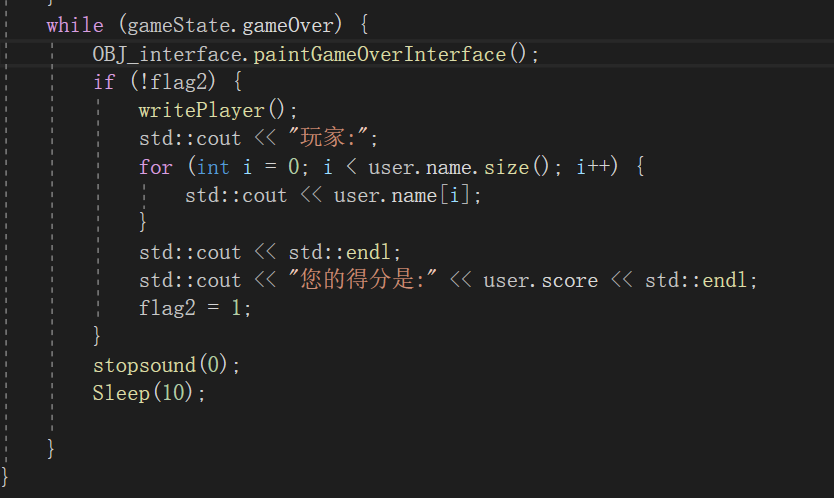 }
while (gameState.gameOver) {
OBJ_interface.paintGameOverInterface();
if (!flag2) {
writePlayer();
std::cout << "玩家:";
for (int i = 0; i < user.name.size(); i++) {
std::cout << user.name[i];
}
std::cout << std::endl;
std::cout << "您的得分是:" << user.score << std::endl;
flag2 = 1;
}
stopsound(0);
Sleep(10);
}
}